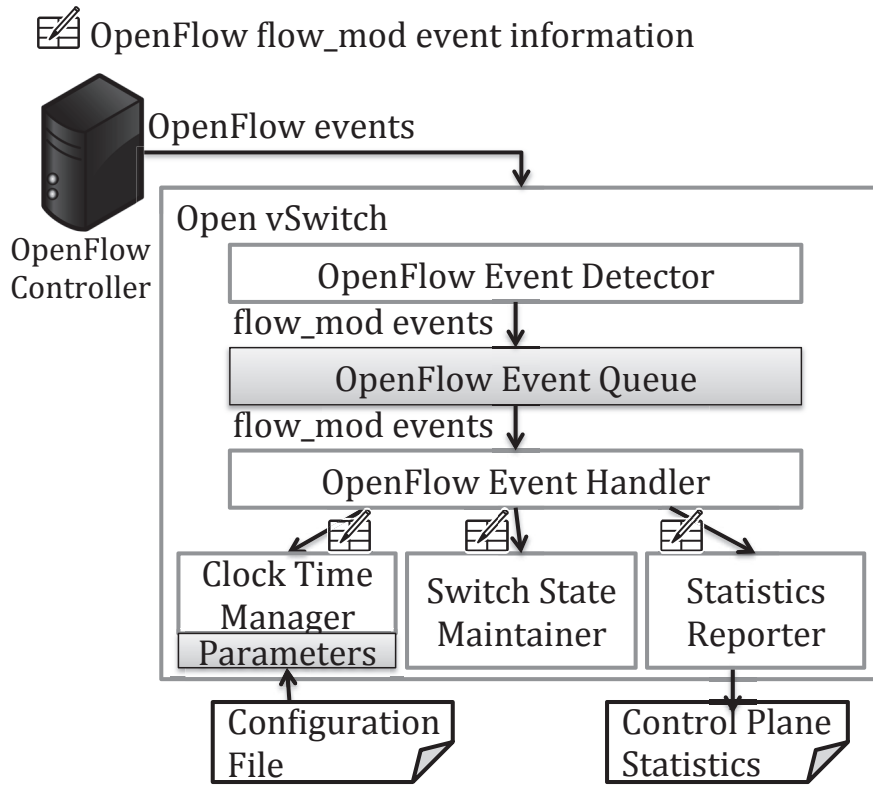 OpenFlow flow_mod event information
OpenFlow events
OpenFlow
Controller
Open vSwitch
OpenFlow Event Detector
flow_mod events
OpenFlow Event Queue
flow_mod events
OpenFlow Event Handler
Clock Time
Manager
Parameters
Switch State
Maintainer
Statistics
Reporter
Configuration
File
Control Plane
Statistics